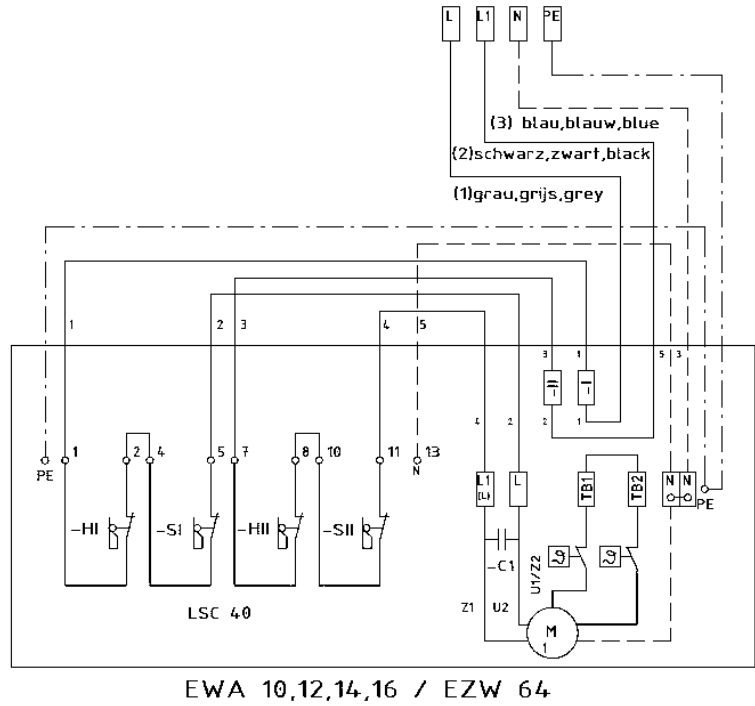 L L1 N PE
(3) blau,blauw,blue
(2)schwarz,zwart,black
(1)grau,grijs,grey
1 2 3 4 5 3 1 5 3
4 2 2 1
PE 1 2 4 5 7 8 10 11 13
N
L1 L TB1 TB2 N N
(L)
PE
-HI -SI -HII -SII
-C1
U1/Z2
LSC 40
Z1 U2
M
1
EWA 10,12,14,16 / EZW 64